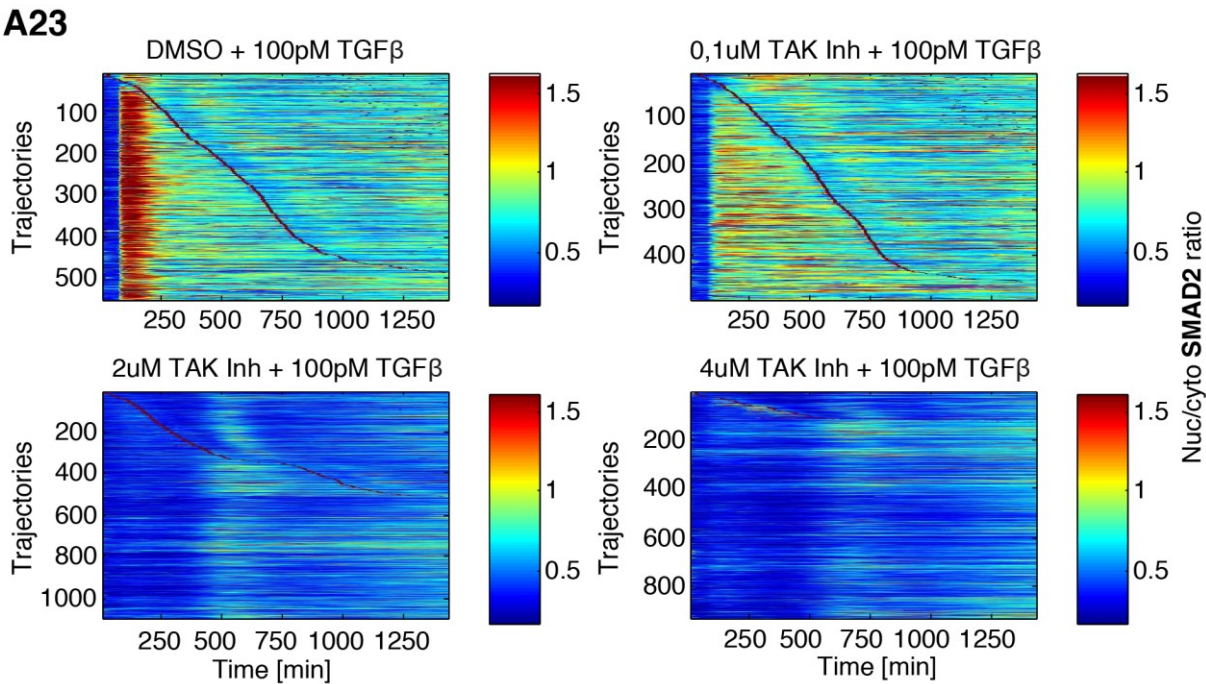 A23
DMSO + 100pM TGFβ
0,1uM TAK Inh + 100pM TGFβ
Trajectories
100
200
300
400
500
250 500 750 1000 1250
1.5
1
0.5
Trajectories
100
200
300
400
250 500 750 1000 1250
1.5
1
0.5
2uM TAK Inh + 100pM TGFβ
4uM TAK Inh + 100pM TGFβ
Trajectories
200
400
600
800
1000
250 500 750 1000 1250
Time [min]
1.5
1
0.5
Trajectories
200
400
600
800
250 500 750 1000 1250
Time [min]
1.5
1
0.5
Nuc/cyto SMAD2 ratio